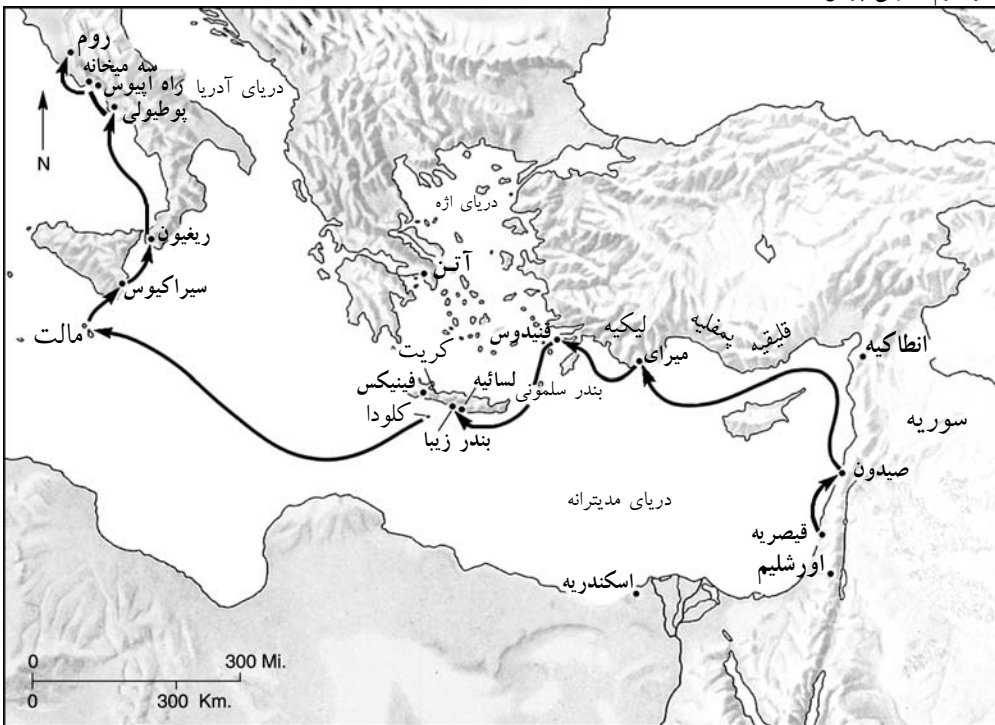 روم
سه میخانه
راه اپیوس
دریای آدریا
پوطیولی
N
دریای اژه
ریغیون
آتـن
سیراکیوس
مالت
قنیدوس
لیکیه
پمفلیه
قلیقیه
انطاکیه
میرای
کریت
لسائیه
بندر سلمونی
فینیکس
کلودا
بندر زیبا
سوریه
صیدون
دریای مدیترانه
قیصریه
اورشلیم
اسکندریه
0 300 Mi.
0 300 Km.